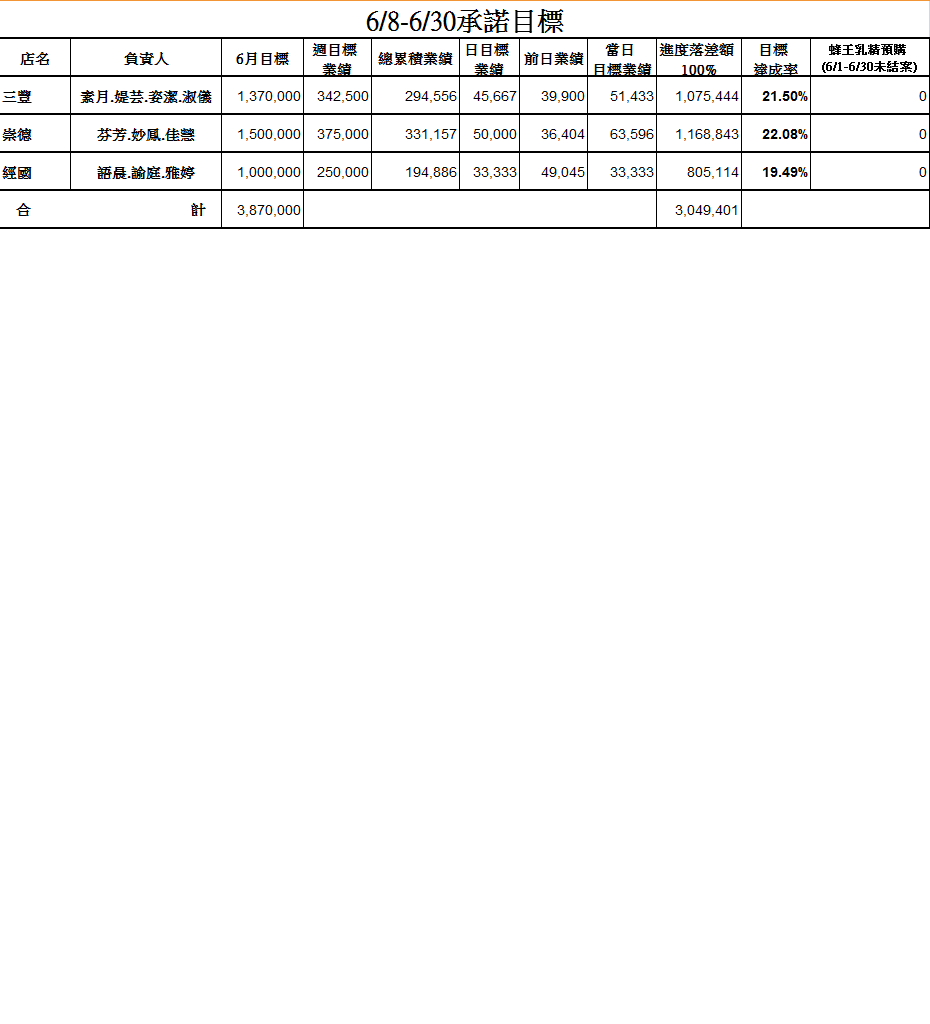 6/8-6/30承諾目標
店名 負責人 6月目標 週目標業績 總累積業績 日目標業績 前日業績 當日目標業績 進度落差額100% 目標達成率 蜂王乳精預購(6/1-6/30未結案)
三豐 素月.媞芸.姿潔.淑儀 1,370,000 342,500 294,556 45,667 39,900 51,433 1,075,444 21.50% 0
崇德 芬芳.妙鳳.佳慧 1,500,000 375,000 331,157 50,000 36,404 63,596 1,168,843 22.08% 0
經國 語晨.諭庭.雅婷 1,000,000 250,000 194,886 33,333 49,045 33,333 805,114 19.49% 0
合計 3,870,000 3,049,401